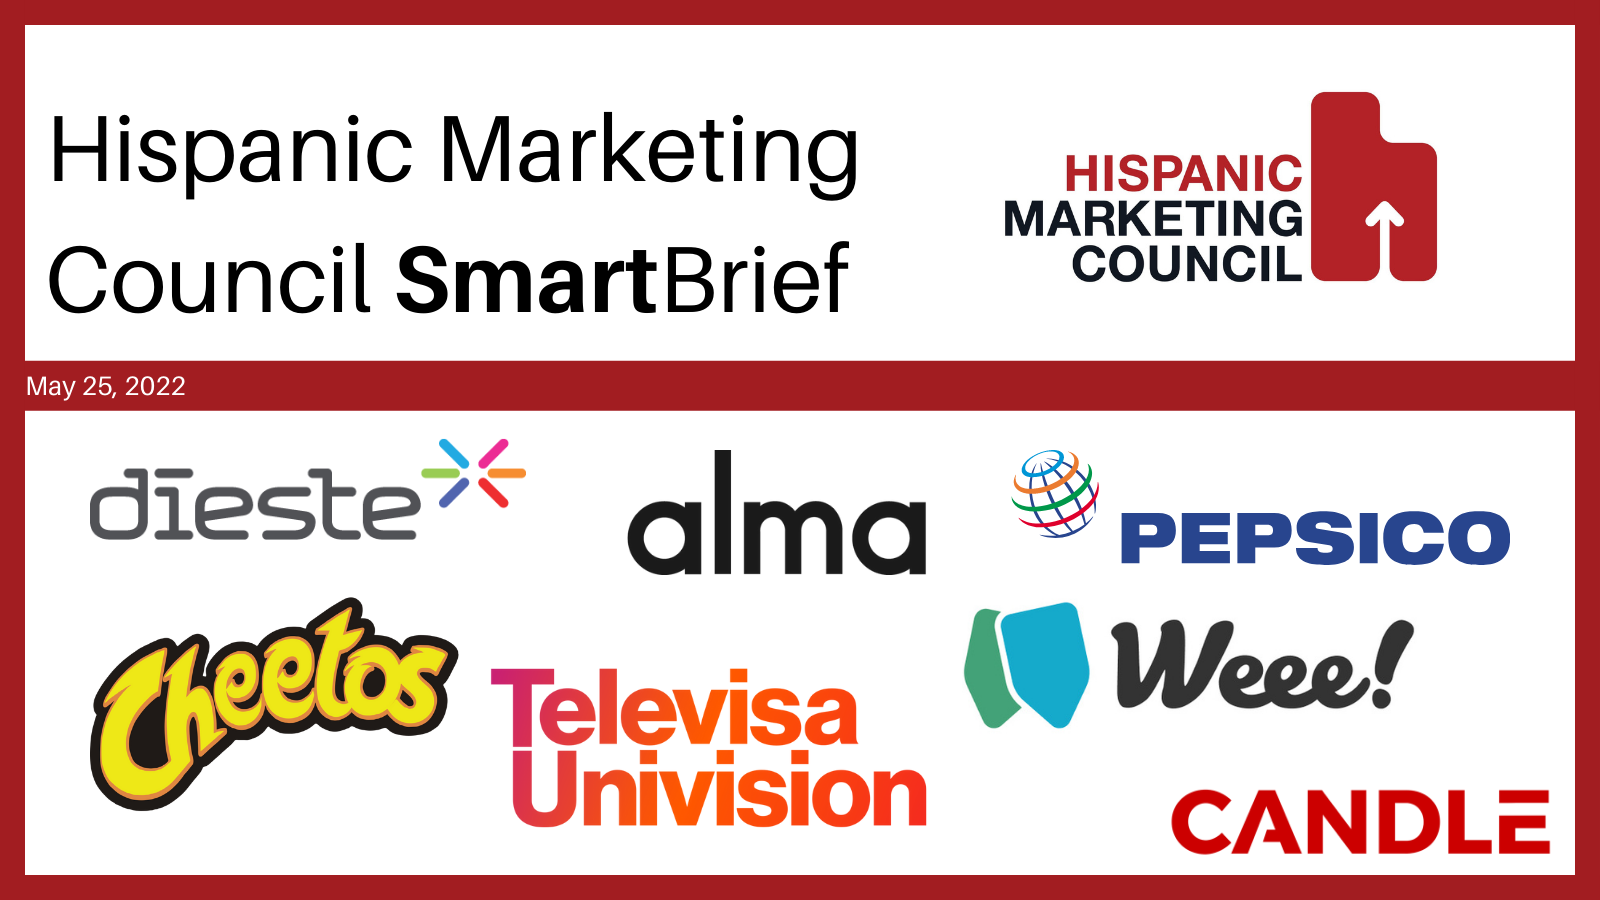 Hispanic Marketing
Council SmartBrief
HISPANIC
MARKETING
COUNCIL
May 25, 2022
dieste
alma
PEPSICO
Cheetos
Televisa
Univision
Weee!
CANDLE